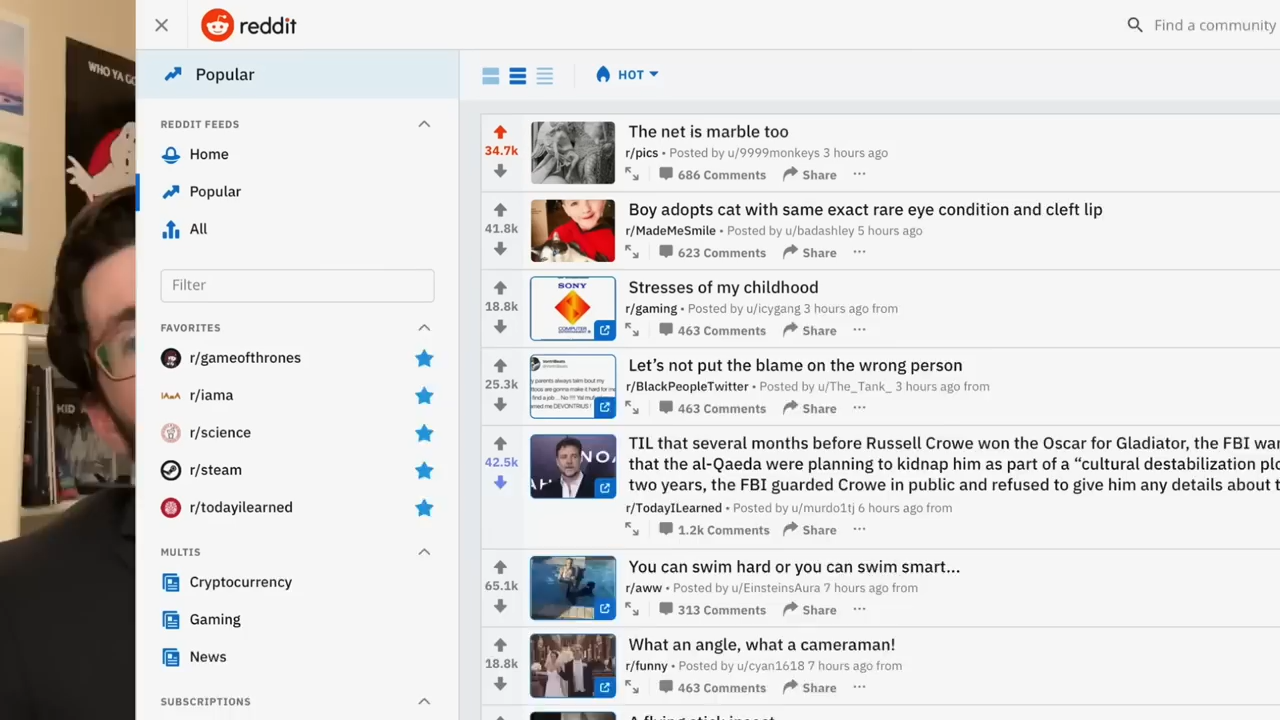 WHO YA GO
KID
reddit
Find a community
Popular
HOT
REDDIT FEEDS
Home
Popular
All
Filter
FAVORITES
r/gameofthrones
r/iama
r/science
r/steam
r/todayilearned
MULTIS
Cryptocurrency
Gaming
News
SUBSCRIPTIONS
34.7k
The net is marble too
r/pics • Posted by u/9999monkeys 3 hours ago
686 Comments Share
41.8k
Boy adopts cat with same exact rare eye condition and cleft lip
r/MadeMeSmile • Posted by u/badashley 5 hours ago
623 Comments Share
18.8k
SONY
COMPUTER
Stresses of my childhood
r/gaming • Posted by u/icygang 3 hours ago from
463 Comments Share
25.3k
Let’s not put the blame on the wrong person
r/BlackPeopleTwitter • Posted by u/The_Tank_ 3 hours ago from
463 Comments Share
42.5k
TIL that several months before Russell Crowe won the Oscar for Gladiator, the FBI war
that the al-Qaeda were planning to kidnap him as part of a “cultural destabilization plo
two years, the FBI guarded Crowe in public and refused to give him any details about t
r/TodayILearned • Posted by u/murdo1tj 6 hours ago from
1.2k Comments Share
65.1k
You can swim hard or you can swim smart...
r/aww • Posted by u/EinsteinsAura 7 hours ago from
313 Comments Share
18.8k
What an angle, what a cameraman!
r/funny • Posted by u/cyan1618 7 hours ago from
463 Comments Share
A flying stick insect